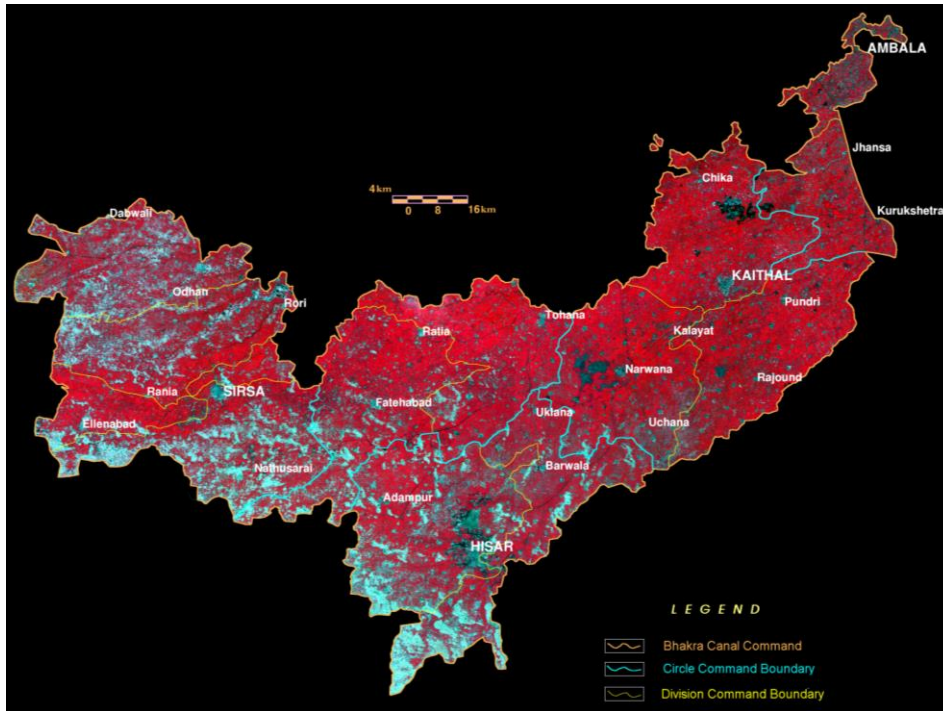 AMBALA
Jhansa
Chika
Kurukshetra
4km
0 8 16km
Dabwali
KAITHAL
Odhan
Rori
Pundri
Tohana
Ratia
Kalayat
Narwana
Rajound
Rania
SIRSA
Fatehabad
Uklana
Ellenabad
Uchana
Nathusarai
Barwala
Adampur
HISAR
LEGEND
Bhakra Canal Command
Circle Command Boundary
Division Command Boundary